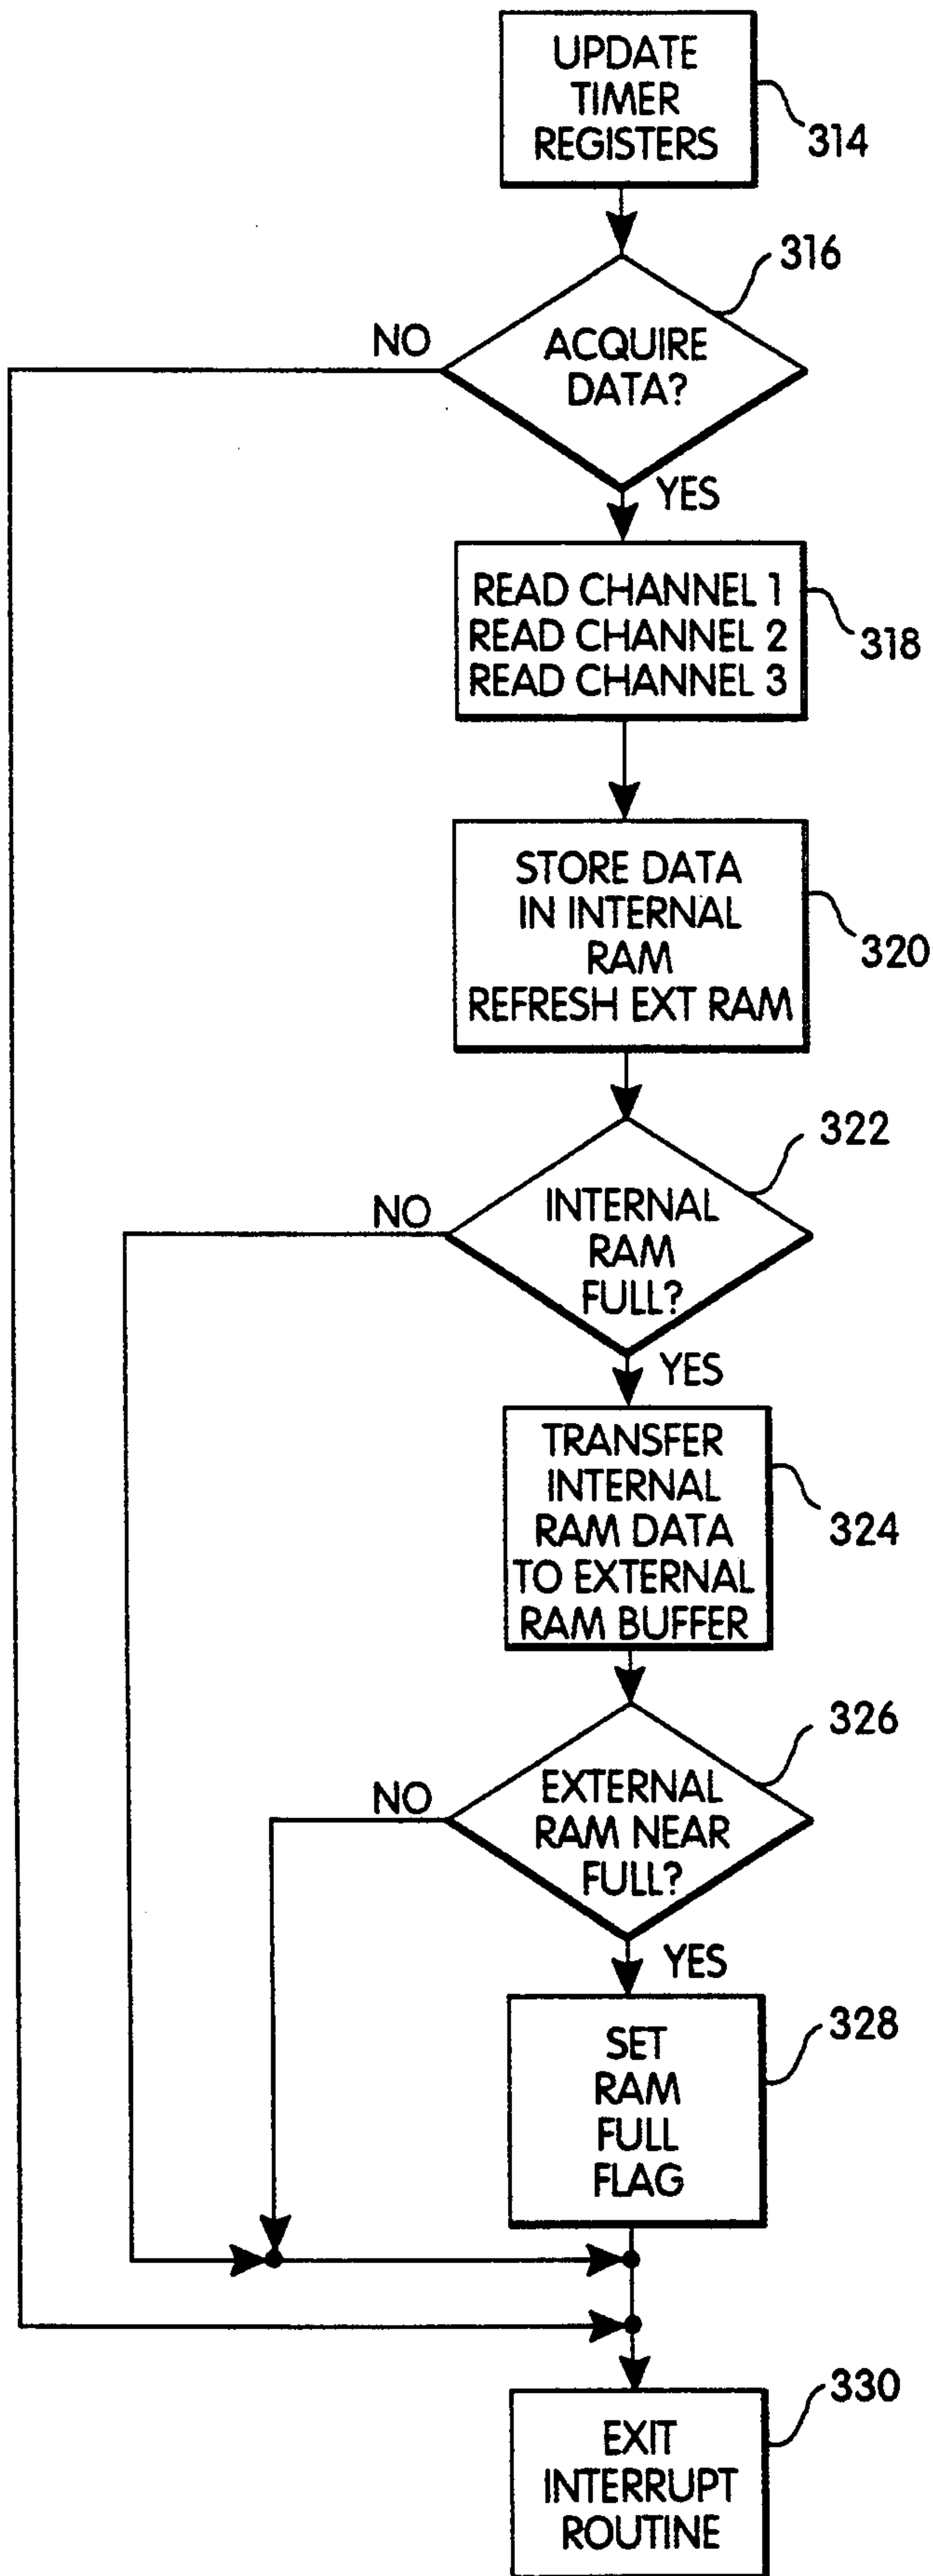 UPDATE
TIMER
REGISTERS
314
316
NO
ACQUIRE
DATA?
YES
READ CHANNEL 1
READ CHANNEL 2
READ CHANNEL 3
318
STORE DATA
IN INTERNAL
RAM
REFRESH EXT RAM
320
322
NO
INTERNAL
RAM
FULL?
YES
TRANSFER
INTERNAL
RAM DATA
TO EXTERNAL
RAM BUFFER
324
326
NO
EXTERNAL
RAM NEAR
FULL?
YES
328
SET
RAM
FULL
FLAG
330
EXIT
INTERRUPT
ROUTINE